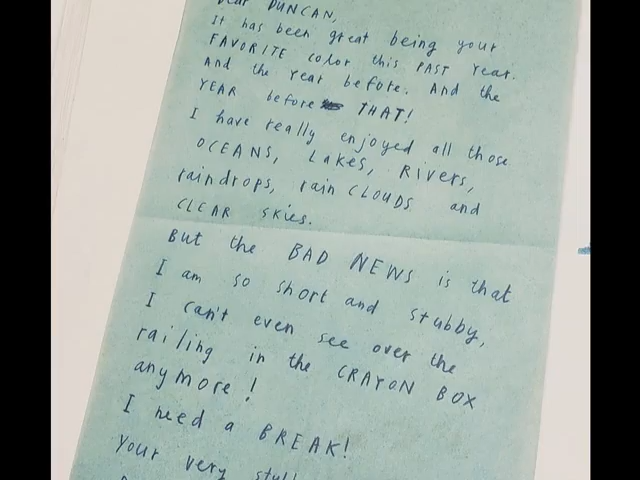 Dear DUNCAN,
It has been great being your
FAVORITE color this PAST Year.
And the Year before. And the
YEAR before THAT!
I have really enjoyed all those
OCEANS, Lakes, RIVERS,
raindrops, rain CLOUDS and
CLEAR skies.
But the BAD NEWS is that
I am so short and stubby,
I can't even see over the
railing in the CRAYON BOX
anymore!
I need a BREAK!
Your very